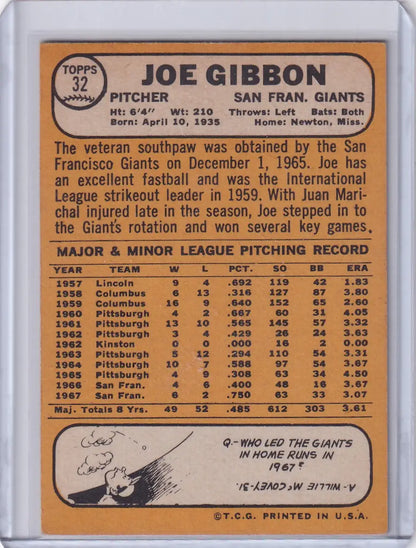 TOPPS
32
JOE GIBBON
PITCHER SAN FRAN. GIANTS
Ht: 6'4" Wt: 210 Throws: Left Bats: Both
Born: April 10, 1935 Home: Newton, Miss.
The veteran southpaw was obtained by the San
Francisco Giants on December 1, 1965. Joe has
an excellent fastball and was the International
League strikeout leader in 1959. With Juan Mari-
chal injured late in the season, Joe stepped in to
the Giant's rotation and won several key games.
MAJOR & MINOR LEAGUE PITCHING RECORD
YEAR TEAM W L PCT. SO BB ERA
1957 Lincoln 9 4 .692 119 42 1.83
1958 Columbus 6 13 .316 127 87 3.80
1959 Columbus 16 9 .640 152 65 2.60
1960 Pittsburgh 4 2 .667 60 31 4.05
1961 Pittsburgh 13 10 .565 145 57 3.32
1962 Pittsburgh 3 4 .429 26 24 3.63
1962 Kinston 0 0 .000 16 2 0.00
1963 Pittsburgh 5 12 .294 110 54 3.31
1964 Pittsburgh 10 7 .588 97 54 3.67
1965 Pittsburgh 4 9 .308 63 34 4.50
1966 San Fran. 4 6 .400 48 16 3.67
1967 San Fran. 6 2 .750 63 33 3.07
Maj. Totals 8 Yrs. 49 52 .485 612 303 3.61
Q.-WHO LED THE GIANTS
IN HOME RUNS IN
1967?
A-WILLIE McCOVEY-31.
©T.C.G. PRINTED IN U.S.A.